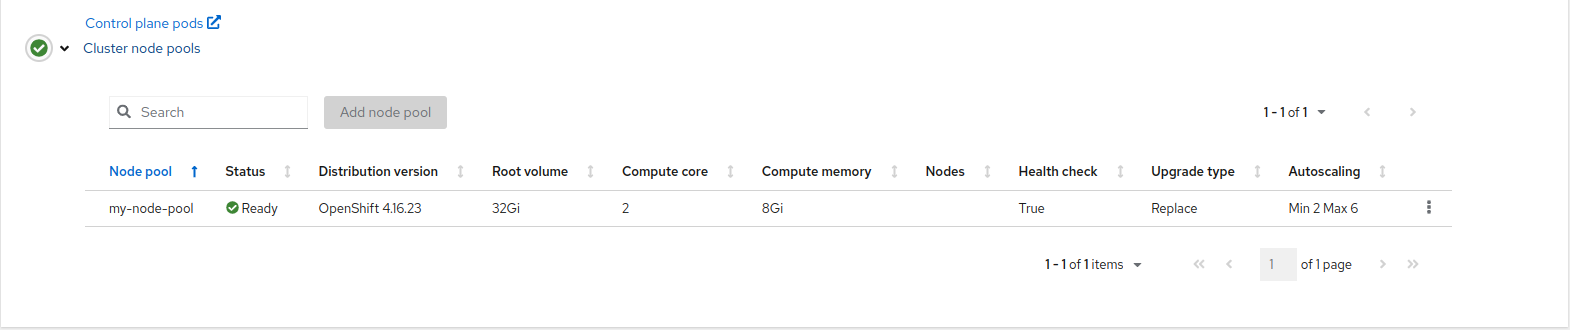 Control plane pods
Cluster node pools
Search Add node pool 1 - 1 of 1
Node pool Status Distribution version Root volume Compute core Compute memory Nodes Health check Upgrade type Autoscaling
my-node-pool Ready OpenShift 4.16.23 32Gi 2 8Gi True Replace Min 2 Max 6
1 - 1 of 1 items 1 of 1 page